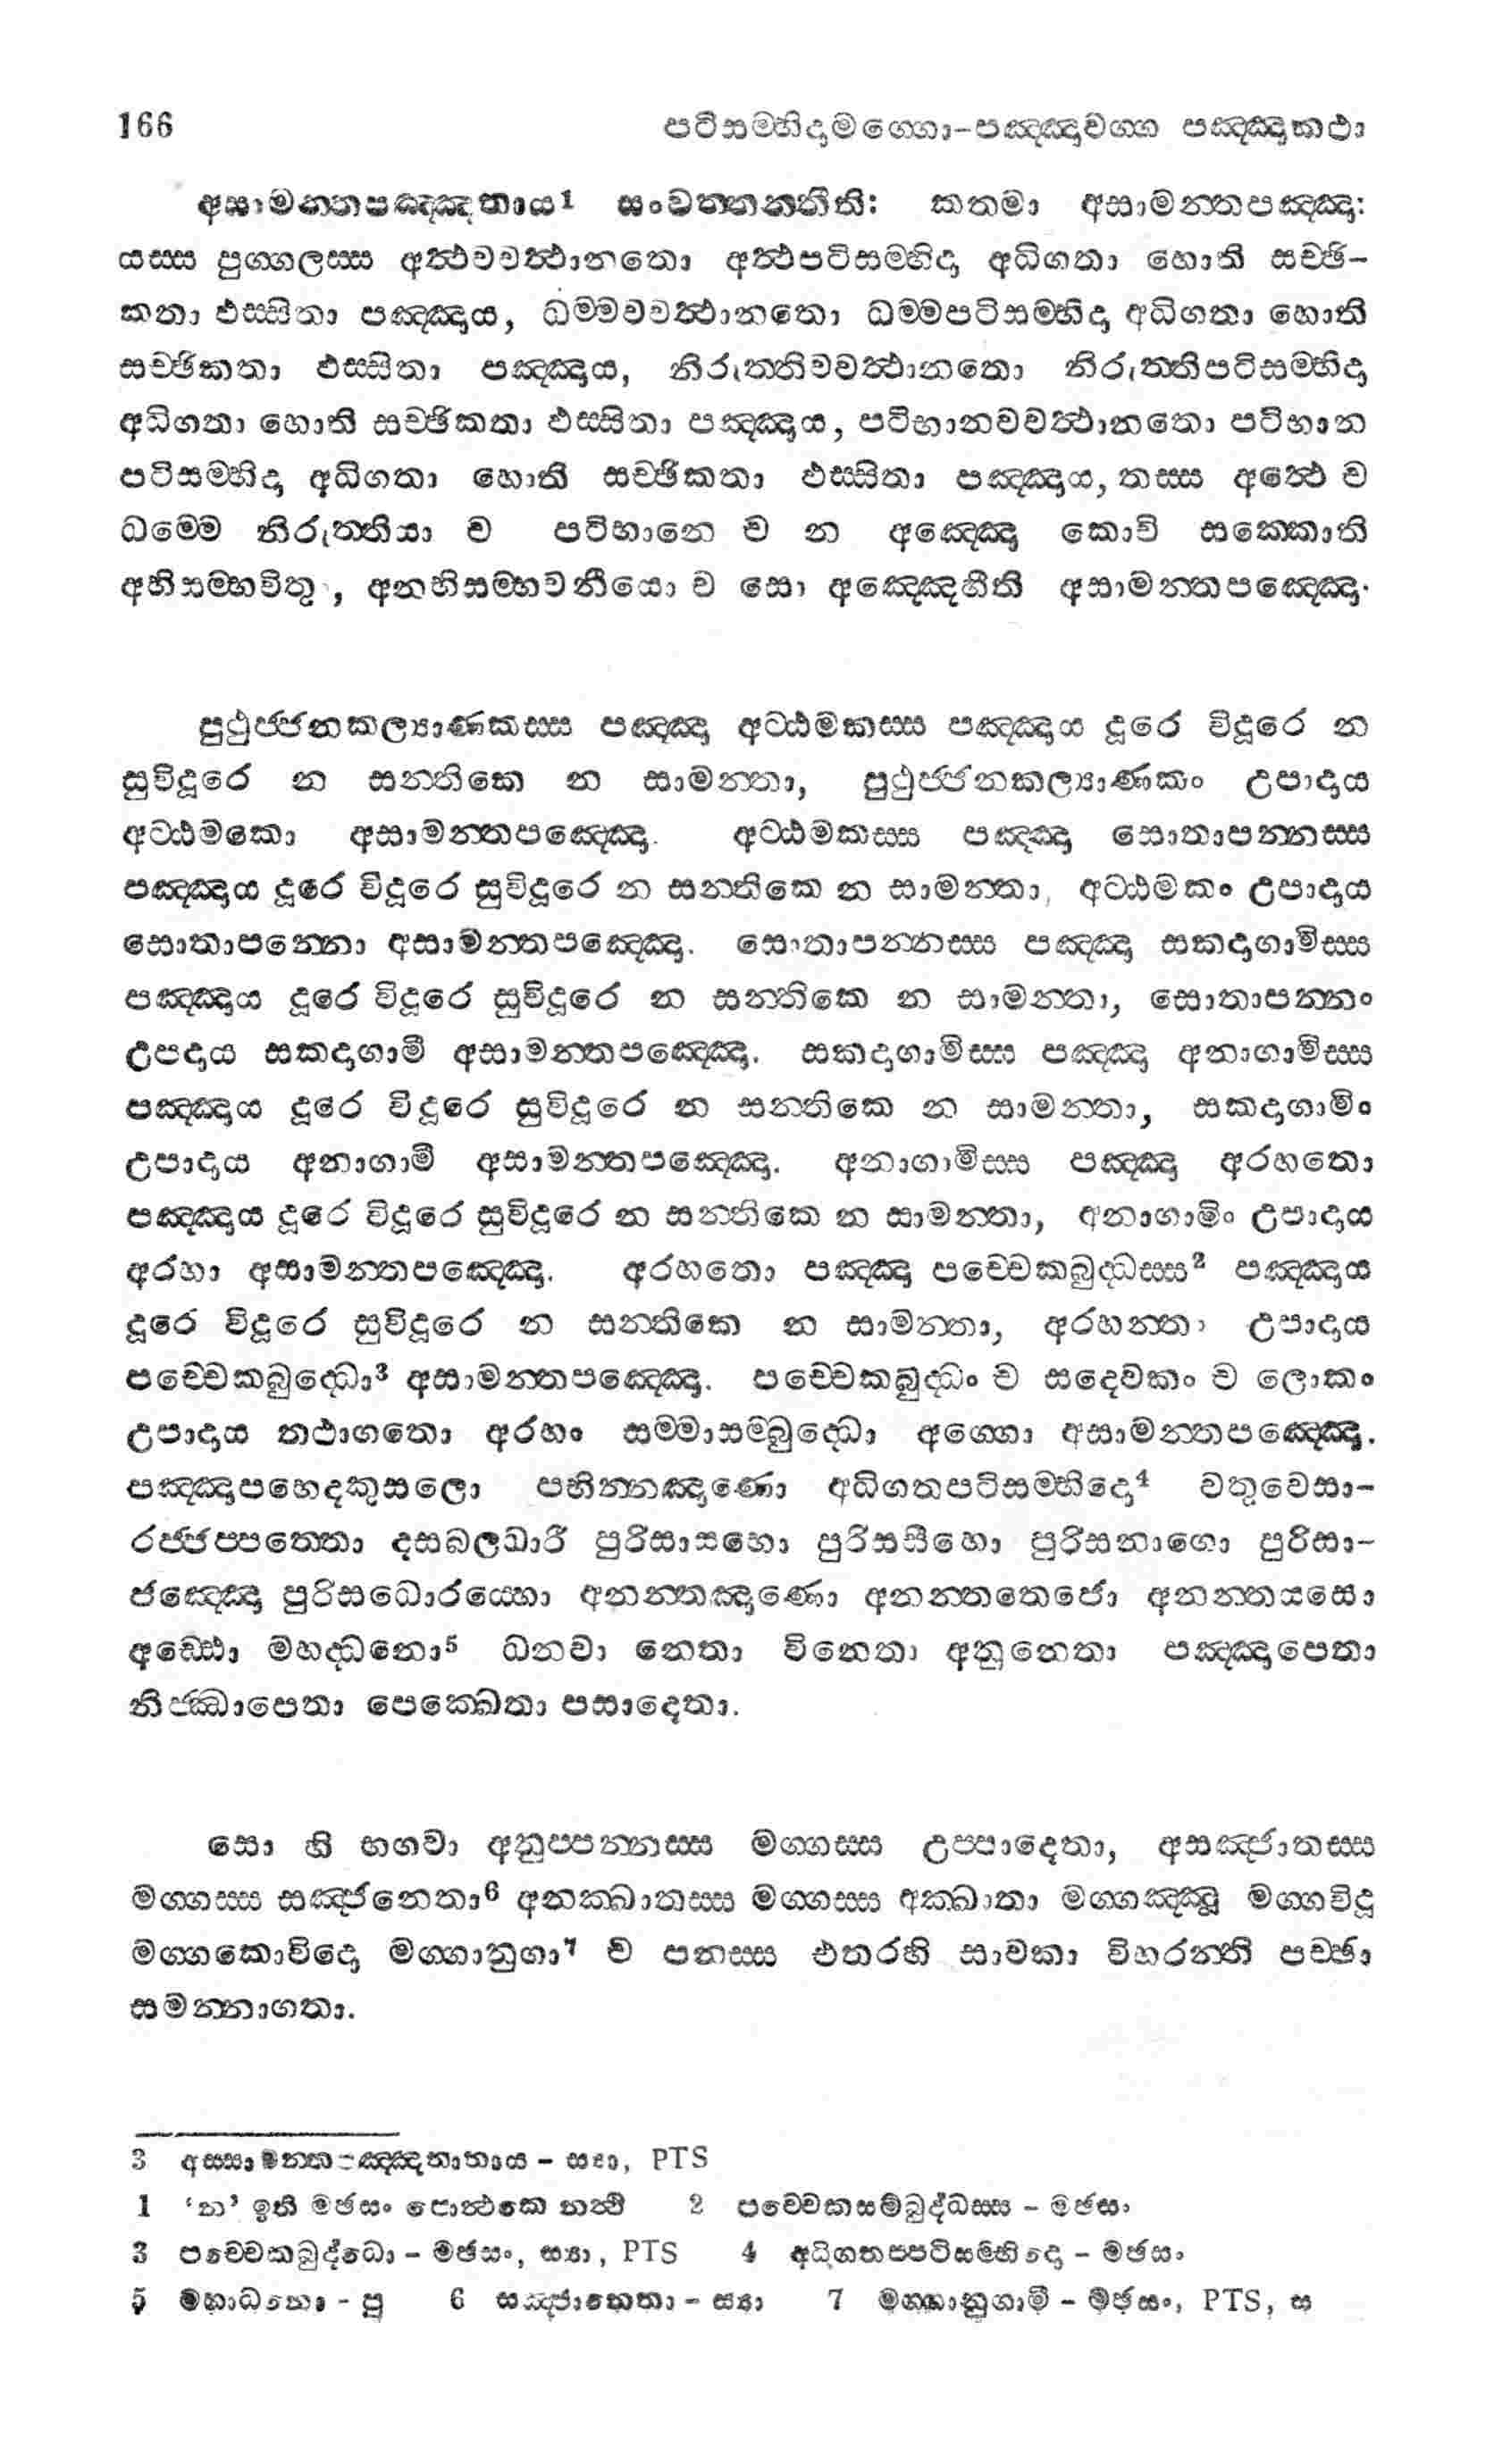 166 පටිසම්භිදාමග්ගො-පඤ්ඤාවග්ග පඤ්ඤාකථා
අසාමන්තපඤ්ඤතාය1 සංවත්තන්තීති: කතමා අසාමන්තපඤ්ඤා:
යස්ස පුග්ගලස්ස අත්ථවවත්ථානතො අත්ථපටිසම්භිදා අධිගතා හොති සච්ඡි-
කතා ඵස්සිතා පඤ්ඤාය, ධම්මවවත්ථානතො ධම්මපටිසම්භිදා අධිගතා හොති
සච්ඡිකතා ඵස්සිතා පඤ්ඤාය, නිරුත්තිවවත්ථානතො නිරුත්තිපටිසම්භිදා
අධිගතා හොති සච්ඡිකතා ඵස්සිතා පඤ්ඤාය, පටිභානවවත්ථානතො පටිභාන
පටිසම්භිදා අධිගතා හොති සච්ඡිකතා ඵස්සිතා පඤ්ඤාය, තස්ස අත්ථෙ ච
ධම්මෙ නිරුත්තියා ච පටිභානෙ ච න අඤ්ඤො කොචි සක්කොති
අභිසම්භවිතු, අනභිසම්භවනීයො ච සො අඤ්ඤෙහීති අසාමන්තපඤ්ඤො.
පුථුජ්ජනකල්‍යාණකස්ස පඤ්ඤා අට්ඨමකස්ස පඤ්ඤාය දූරෙ විදූරෙ න
සුවිදූරෙ න සන්තිකෙ න සාමන්තා, පුථුජ්ජනකල්‍යාණකං උපාදාය
අට්ඨමකො අසාමන්තපඤ්ඤො. අට්ඨමකස්ස පඤ්ඤා සොතාපන්නස්ස
පඤ්ඤාය දූරෙ විදූරෙ සුවිදූරෙ න සන්තිකෙ න සාමන්තා, අට්ඨමකං උපාදාය
සොතාපන්නො අසාමන්තපඤ්ඤො. සොතාපන්නස්ස පඤ්ඤා සකදාගාමිස්ස
පඤ්ඤාය දූරෙ විදූරෙ සුවිදූරෙ න සන්තිකෙ න සාමන්තා, සොතාපන්නං
උපදාය සකදාගාමී අසාමන්තපඤ්ඤො. සකදාගාමිස්ස පඤ්ඤා අනාගාමිස්ස
පඤ්ඤාය දූරෙ විදූරෙ සුවිදූරෙ න සන්තිකෙ න සාමන්තා, සකදාගාමිං
උපාදාය අනාගාමී අසාමන්තපඤ්ඤො. අනාගාමිස්ස පඤ්ඤා අරහතො
පඤ්ඤාය දූරෙ විදූරෙ සුවිදූරෙ න සන්තිකෙ න සාමන්තා, අනාගාමිං උපාදාය
අරහා අසාමන්තපඤ්ඤො. අරහතො පඤ්ඤා පච්චෙකබුද්ධස්ස2 පඤ්ඤාය
දූරෙ විදූරෙ සුවිදූරෙ න සන්තිකෙ න සාමන්තා, අරහන්තං උපාදාය
පච්චෙකබුද්ධො3 අසාමන්තපඤ්ඤො. පච්චෙකබුද්ධං ච සදෙවකං ච ලොකං
උපාදාය තථාගතො අරහං සම්මාසම්බුද්ධො අග්ගො අසාමන්තපඤ්ඤො.
පඤ්ඤාපභෙදකුසලො පභින්නඤාණො අධිගතපටිසම්භිදො4 චතුවෙසා-
රජ්ජප්පත්තො දසබලධාරී පුරිසාසභො පුරිසසීහො පුරිසනාගො පුරිසා-
ජඤ්ඤො පුරිසධොරය්හො අනන්තඤාණො අනන්තතෙජො අනන්තයසො
අඩ්ඪො මහද්ධනො5 ධනවා නෙතා විනෙතා අනුනෙතා පඤ්ඤාපෙතා
නිජ්ඣාපෙතා පෙක්ඛෙතා පසාදෙතා.
සො හි භගවා අනුප්පන්නස්ස මග්ගස්ස උප්පාදෙතා, අසඤ්ජාතස්ස
මග්ගස්ස සඤ්ජනෙතා6 අනක්ඛාතස්ස මග්ගස්ස අක්ඛාතා මග්ගඤ්ඤූ මග්ගවිදූ
මග්ගකොවිදො මග්ගානුගා7 ච පනස්ස එතරහි සාවකා විහරන්ති පච්ඡා
සමන්නාගතා.
3 අස්සාමන්තපඤ්ඤතාතාය - ස්‍යා, PTS
1 ‘න’ ඉති මඡසං පොත්ථකෙ නත්ථි 2 පච්චෙකසම්බුද්ධස්ස - මඡසං
3 පච්චෙකබුද්ධො - මඡසං, ස්‍යා, PTS 4 අධිගතප්පටිසම්භිදො - මඡසං
5 මහාධනො - පු 6 සඤ්ජානෙතා - ස්‍යා 7 මග්ගානුගාමී - මඡසං, PTS, ස